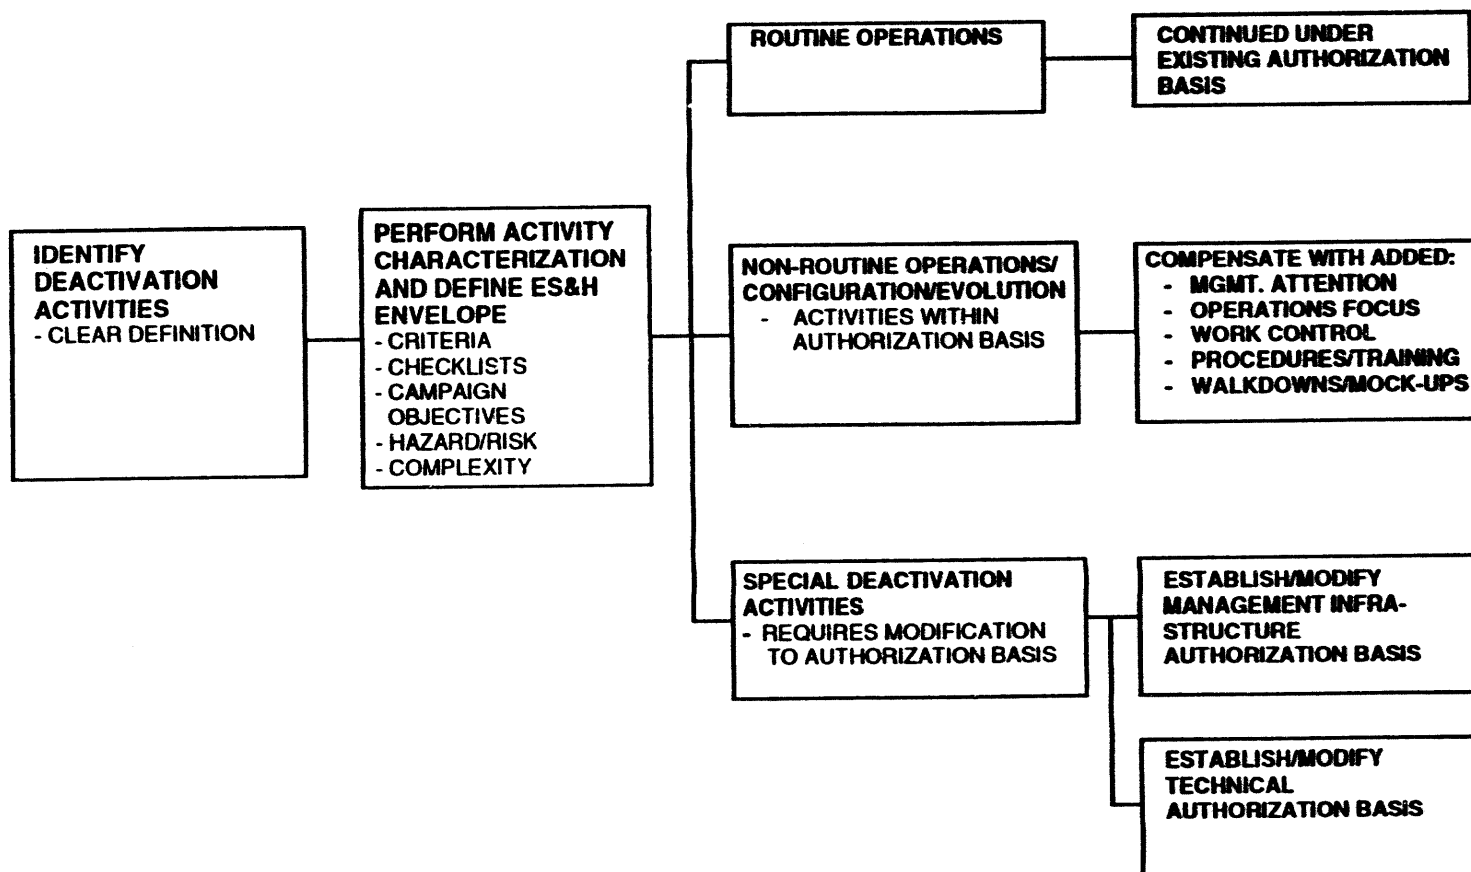 IDENTIFY
DEACTIVATION
ACTIVITIES
- CLEAR DEFINITION
PERFORM ACTIVITY
CHARACTERIZATION
AND DEFINE ES&H
ENVELOPE
- CRITERIA
- CHECKLISTS
- CAMPAIGN
OBJECTIVES
- HAZARD/RISK
- COMPLEXITY
ROUTINE OPERATIONS
CONTINUED UNDER
EXISTING AUTHORIZATION
BASIS
NON-ROUTINE OPERATIONS/
CONFIGURATION/EVOLUTION
- ACTIVITIES WITHIN
AUTHORIZATION BASIS
COMPENSATE WITH ADDED:
- MGMT. ATTENTION
- OPERATIONS FOCUS
- WORK CONTROL
- PROCEDURES/TRAINING
- WALKDOWNS/MOCK-UPS
SPECIAL DEACTIVATION
ACTIVITIES
- REQUIRES MODIFICATION
TO AUTHORIZATION BASIS
ESTABLISH/MODIFY
MANAGEMENT INFRA-
STRUCTURE
AUTHORIZATION BASIS
ESTABLISH/MODIFY
TECHNICAL
AUTHORIZATION BASIS